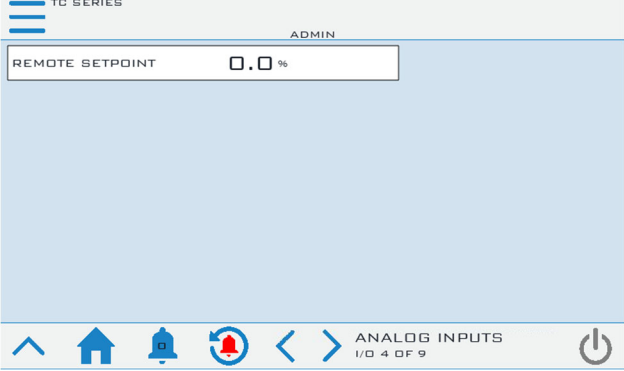 TC SERIES
ADMIN
REMOTE SETPOINT 0.0 %
0
ANALOG INPUTS
I/O 4 OF 9